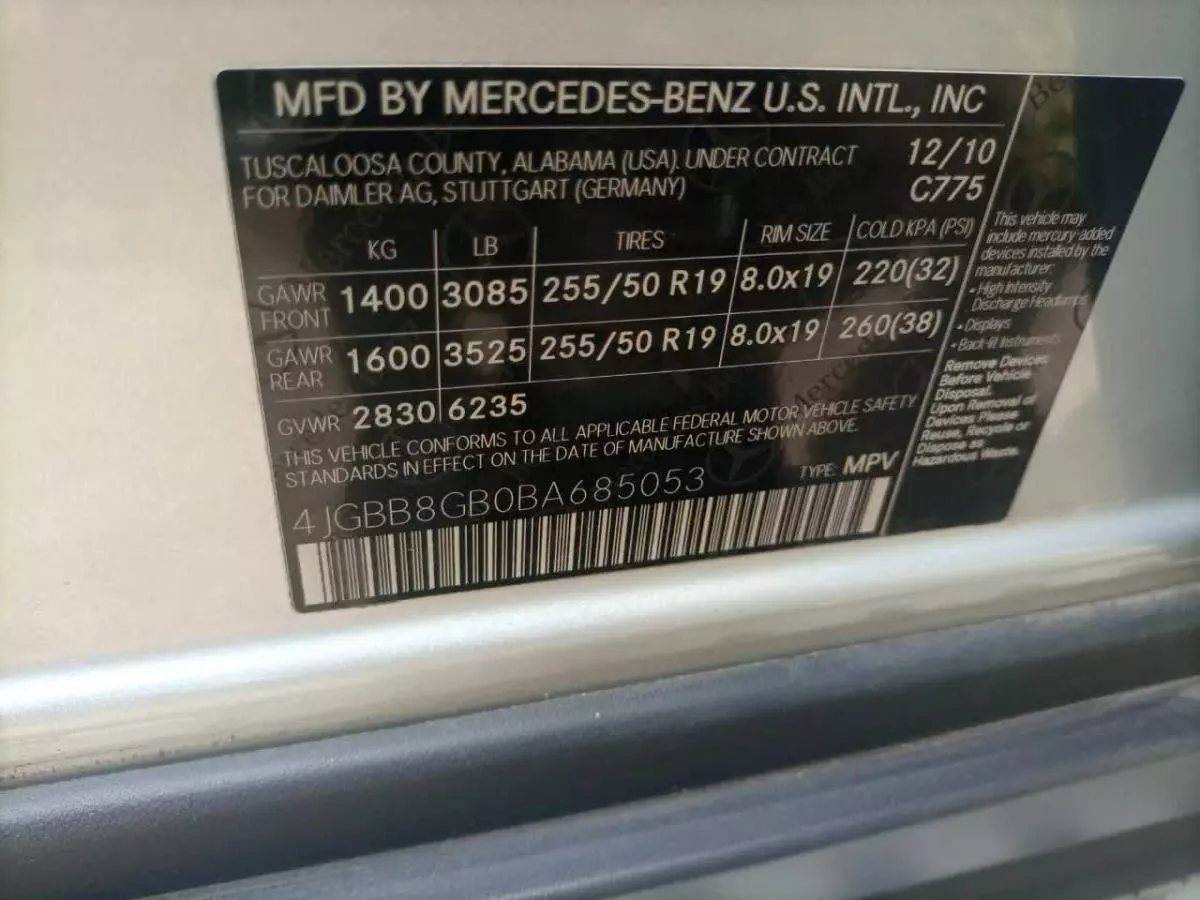 MFD BY MERCEDES-BENZ U.S. INTL., INC
TUSCALOOSA COUNTY, ALABAMA (USA). UNDER CONTRACT 12/10
FOR DAIMLER AG, STUTTGART (GERMANY) C775
KG LB TIRES RIM SIZE COLD KPA (PSI)
GAWR FRONT 1400 3085 255/50 R19 8.0x19 220(32)
GAWR REAR 1600 3525 255/50 R19 8.0x19 260(38)
GVWR 2830 6235
THIS VEHICLE CONFORMS TO ALL APPLICABLE FEDERAL MOTOR VEHICLE SAFETY
STANDARDS IN EFFECT ON THE DATE OF MANUFACTURE SHOWN ABOVE.
4JGBB8GB0BA685053 TYPE: MPV
This vehicle may
include mercury-added
devices installed by the
manufacturer:
• High Intensity
Discharge Headlamps
• Displays
• Back-lit Instruments
Remove Devices
Before Vehicle
Disposal.
Upon Removal of
Devices Please
Reuse, Recycle or
Dispose as
Hazardous Waste.